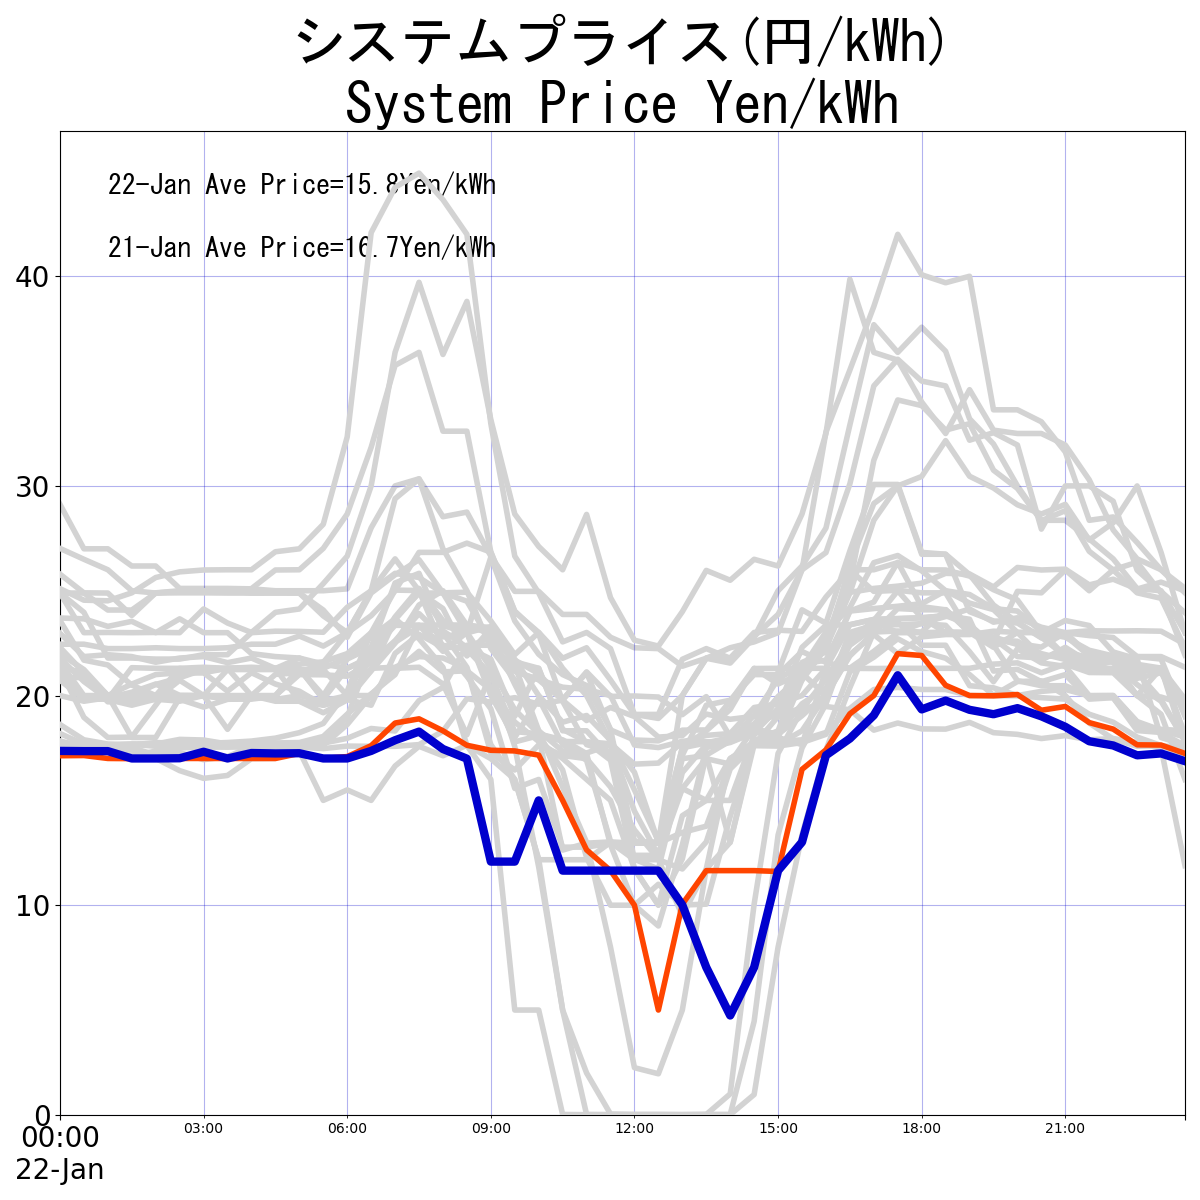 システムプライス(円/kWh)
System Price Yen/kWh
22-Jan Ave Price=15.8Yen/kWh
21-Jan Ave Price=16.7Yen/kWh
40
30
20
10
0
00:00 03:00 06:00 09:00 12:00 15:00 18:00 21:00
22-Jan